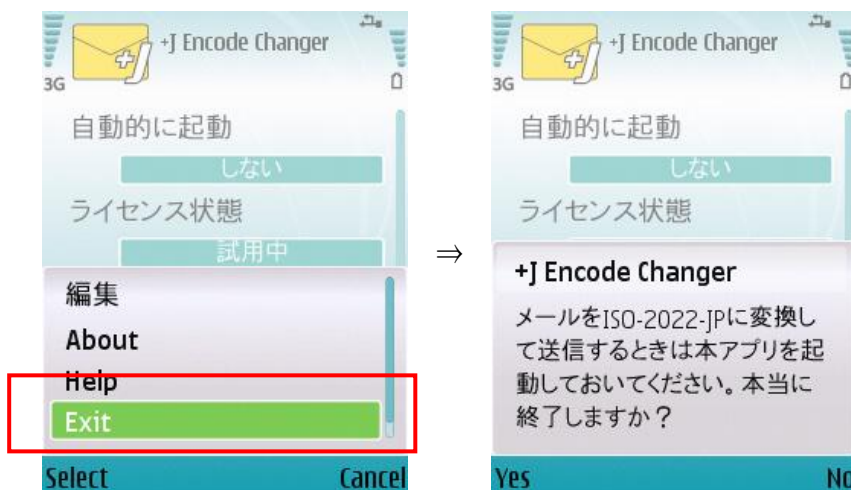 +J Encode Changer
3G
自動的に起動
しない
ライセンス状態
試用中
編集
About
Help
Exit
Select Cancel
⇒
+J Encode Changer
3G
自動的に起動
しない
ライセンス状態
+J Encode Changer
メールをISO-2022-JPに変換し
て送信するときは本アプリを起
動しておいてください。本当に
終了しますか？
Yes No